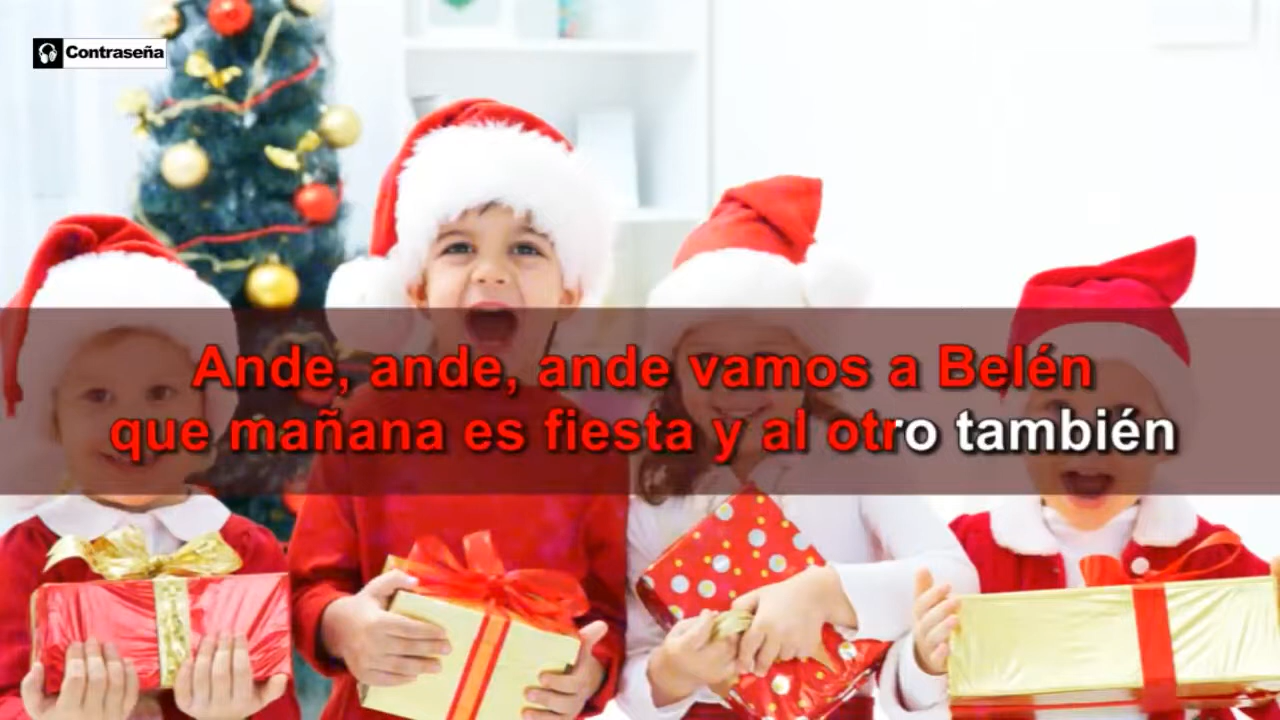 Contraseña
Ande, ande, ande vamos a Belén
que mañana es fiesta y al otro también